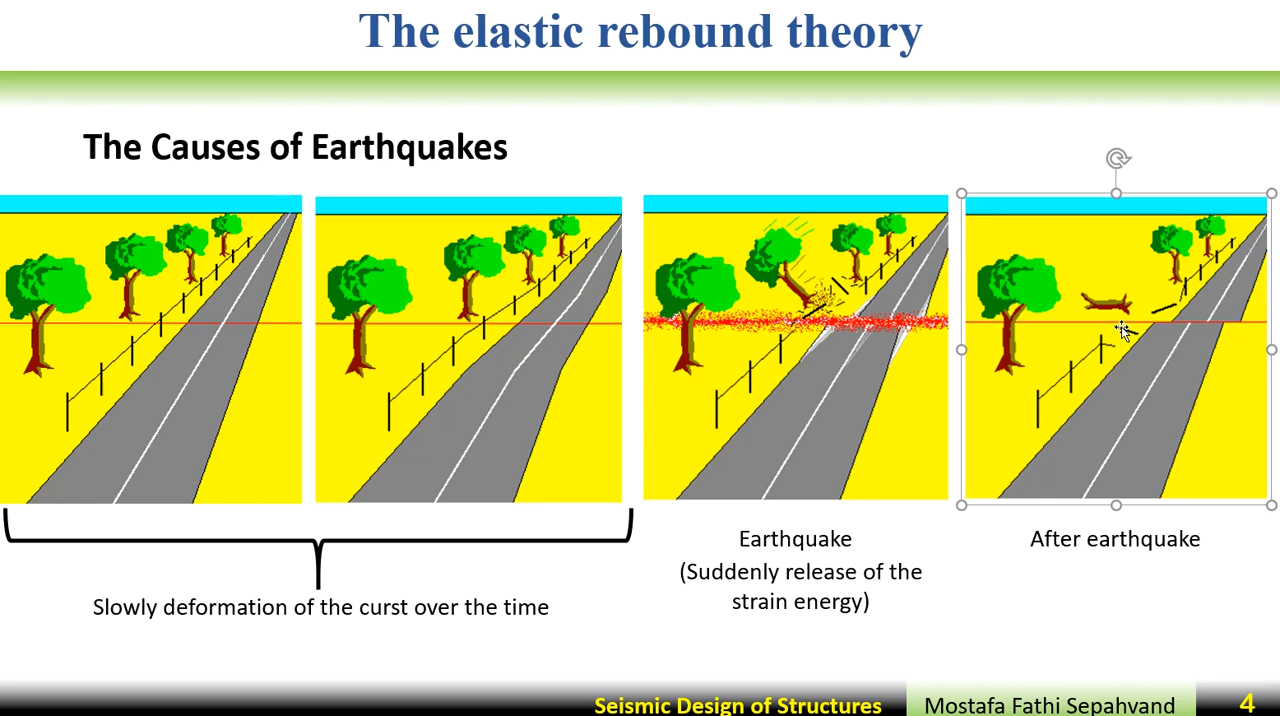 The elastic rebound theory
The Causes of Earthquakes
Slowly deformation of the curst over the time
Earthquake
(Suddenly release of the
strain energy)
After earthquake
Seismic Design of Structures
Mostafa Fathi Sepahvand
4